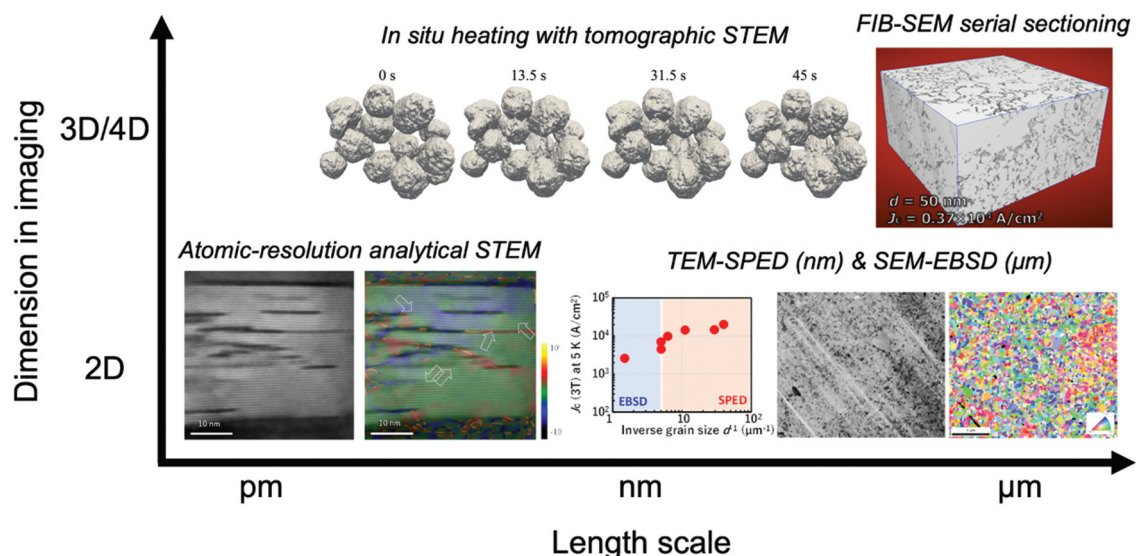 In situ heating with tomographic STEM
FIB-SEM serial sectioning
0 s
13.5 s
31.5 s
45 s
3D/4D
Dimension in imaging
d = 50 nm
Jc = 0.37×10⁴ A/cm²
Atomic-resolution analytical STEM
TEM-SPED (nm) & SEM-EBSD (µm)
2D
10 nm
10 nm
-10
Jc (3T) at 5 K (A/cm²)
10⁵
10⁴
10³
10²
EBSD
SPED
1
10
10²
Inverse grain size d⁻¹ (µm⁻¹)
pm
nm
µm
Length scale